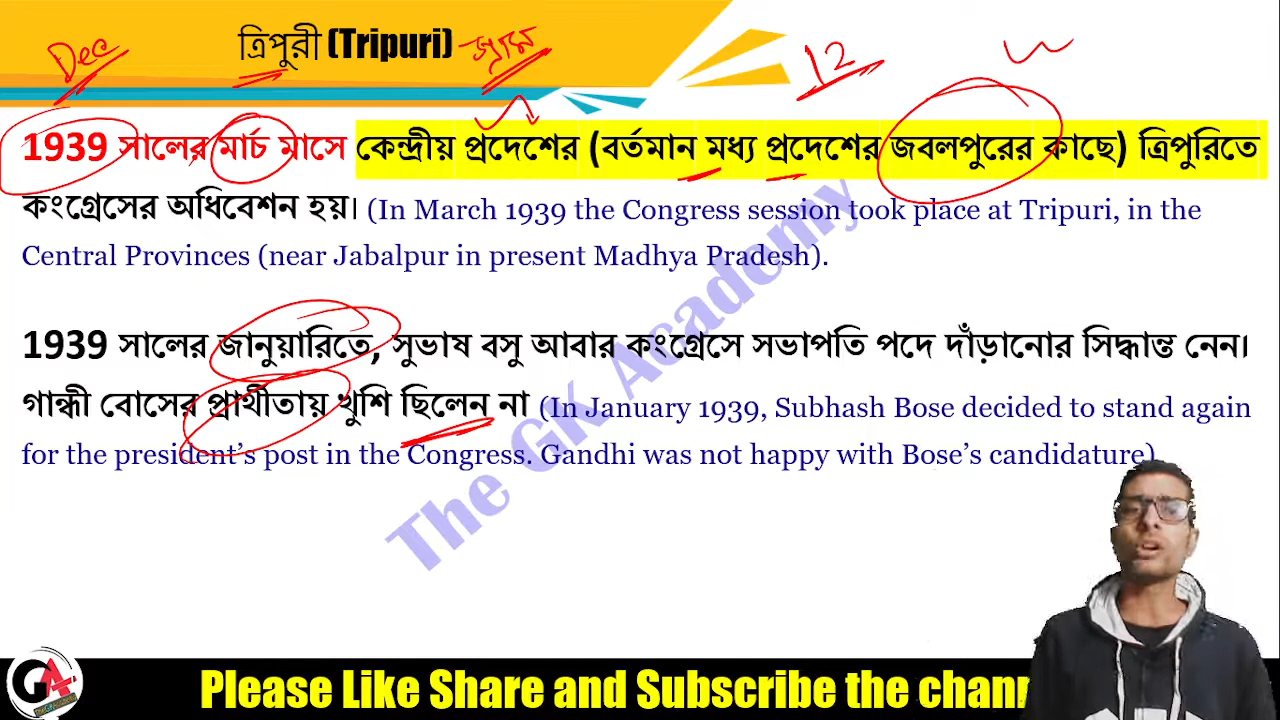 ত্রিপুরী (Tripuri)
Dec
12
1939 সালের মার্চ মাসে কেন্দ্রীয় প্রদেশের (বর্তমান মধ্য প্রদেশের জবলপুরের কাছে) ত্রিপুরিতে
কংগ্রেসের অধিবেশন হয়। (In March 1939 the Congress session took place at Tripuri, in the
Central Provinces (near Jabalpur in present Madhya Pradesh).
1939 সালের জানুয়ারিতে, সুভাষ বসু আবার কংগ্রেসে সভাপতি পদে দাঁড়ানোর সিদ্ধান্ত নেন।
গান্ধী বোসের প্রার্থীতায় খুশি ছিলেন না (In January 1939, Subhash Bose decided to stand again
for the president's post in the Congress. Gandhi was not happy with Bose's candidature)
The GK Academy
Please Like Share and Subscribe the chann